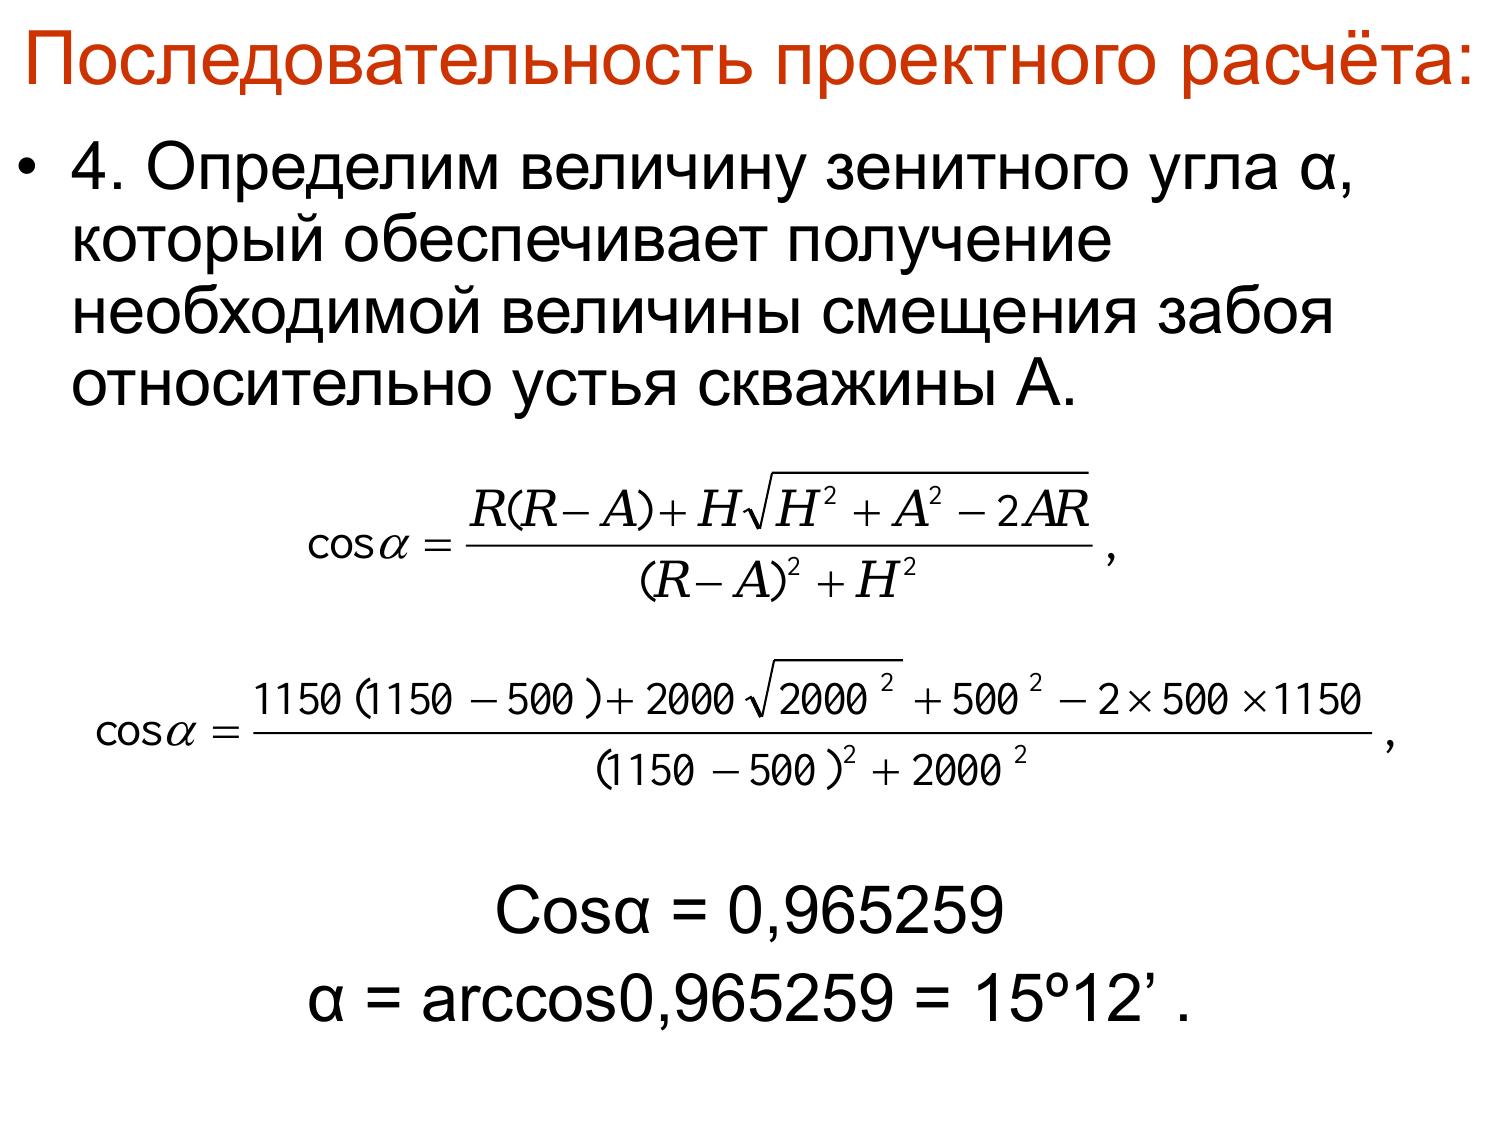 Последовательность проектного расчёта:
• 4. Определим величину зенитного угла α,
который обеспечивает получение
необходимой величины смещения забоя
относительно устья скважины А.
cosα = (R(R − A) + H√(H² + A² − 2AR)) / ((R − A)² + H²) ,
cosα = (1150(1150 − 500) + 2000√(2000²) + 500² − 2×500×1150) / ((1150 − 500)² + 2000²) ,
Cosα = 0,965259
α = arccos0,965259 = 15º12’ .